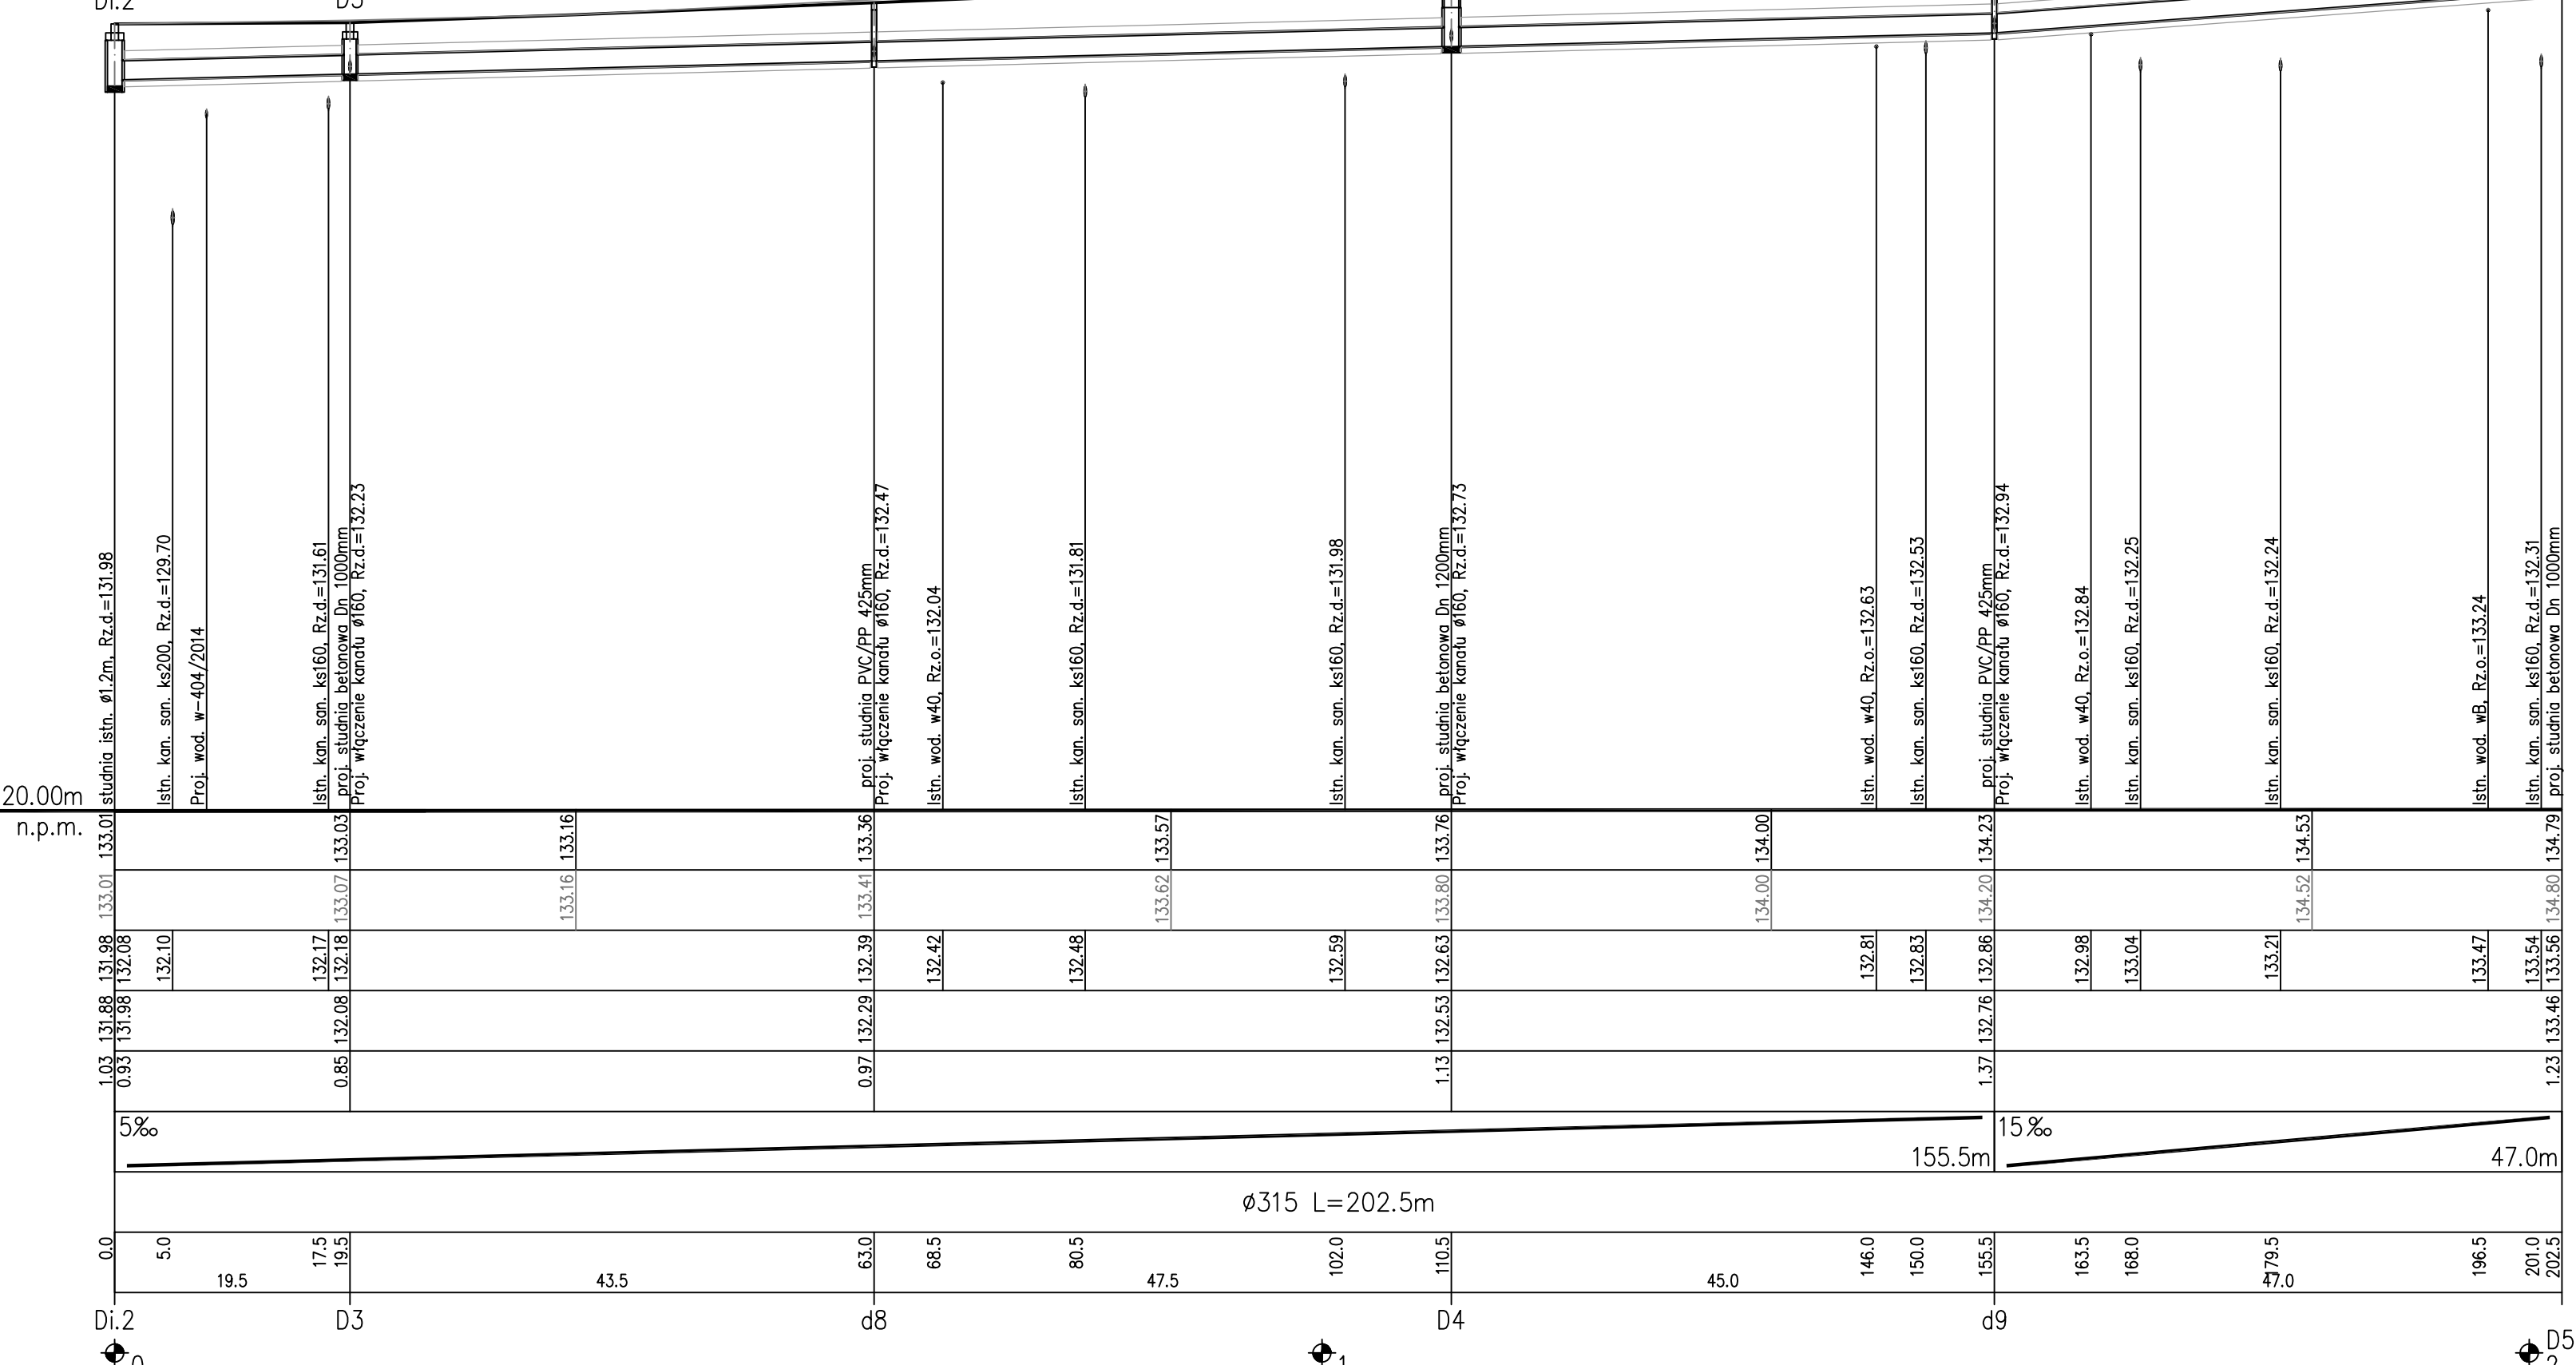 Di.2 D3
studnia istn. ø1.2m, Rz.d.=131.98
Istn. kan. san. ks200, Rz.d.=129.70
Proj. wod. w-404/2014
Istn. kan. san. ks160, Rz.d.=131.61
proj. studnia betonowa Dn 1000mm
Proj. włączenie kanału ø160, Rz.d.=132.23
proj. studnia PVC/PP 425mm
Proj. włączenie kanału ø160, Rz.d.=132.47
Istn. wod. w40, Rz.o.=132.04
Istn. kan. san. ks160, Rz.d.=131.81
Istn. kan. san. ks160, Rz.d.=131.98
proj. studnia betonowa Dn 1200mm
Proj. włączenie kanału ø160, Rz.d.=132.73
Istn. wod. w40, Rz.o.=132.63
Istn. kan. san. ks160, Rz.d.=132.53
proj. studnia PVC/PP 425mm
Proj. włączenie kanału ø160, Rz.d.=132.94
Istn. wod. w40, Rz.o.=132.84
Istn. kan. san. ks160, Rz.d.=132.25
Istn. kan. san. ks160, Rz.d.=132.24
Istn. wod. wB, Rz.o.=133.24
Istn. kan. san. ks160, Rz.d.=132.31
proj. studnia betonowa Dn 1000mm
20.00m
n.p.m.
133.01 133.03 133.16 133.36 133.57 133.76 134.00 134.23 134.53 134.79
133.01 133.07 133.16 133.41 133.62 133.80 134.00 134.20 134.52 134.80
131.98 132.08 132.10 132.17 132.18 132.39 132.42 132.48 132.59 132.63 132.81 132.83 132.86 132.98 133.04 133.21 133.47 133.54 133.56
131.88 131.98 132.08 132.29 132.53 132.76 133.46
1.03 0.93 0.85 0.97 1.13 1.37 1.23
5‰ 15‰
155.5m 47.0m
ø315 L=202.5m
0.0 5.0 17.5 19.5 63.0 68.5 80.5 102.0 110.5 146.0 150.0 155.5 163.5 168.0 179.5 196.5 201.0 202.5
19.5 43.5 47.5 45.0 47.0
Di.2 D3 d8 D4 d9 D5
0 1 2